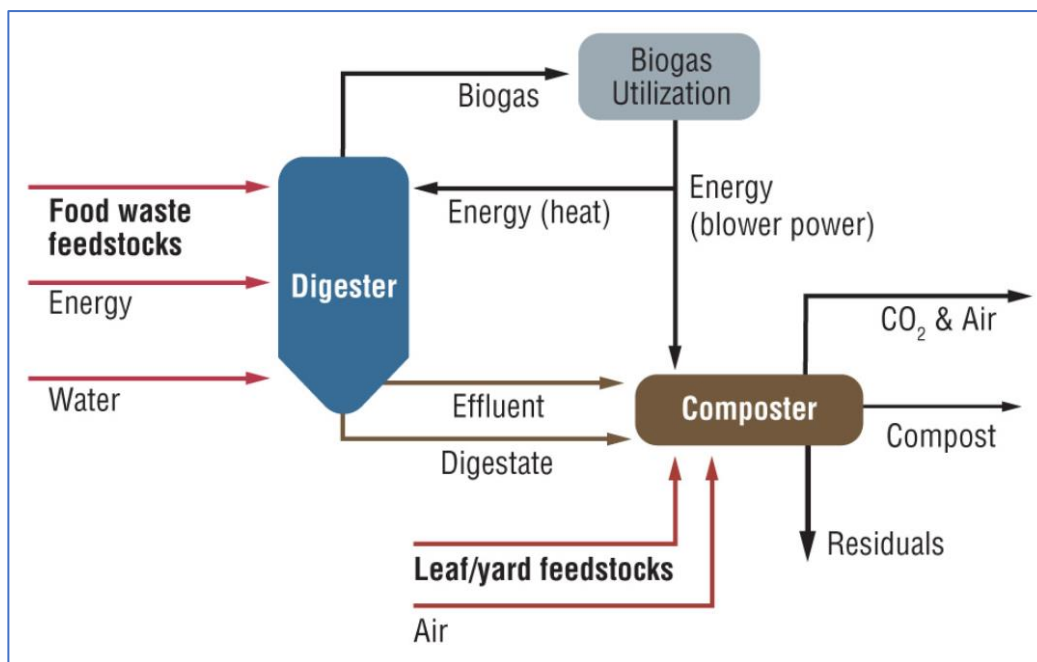 Biogas
Utilization
Biogas
Food waste
feedstocks
Energy (heat)
Energy
(blower power)
Digester
Energy
CO₂ & Air
Water
Effluent
Composter
Compost
Digestate
Leaf/yard feedstocks
Residuals
Air